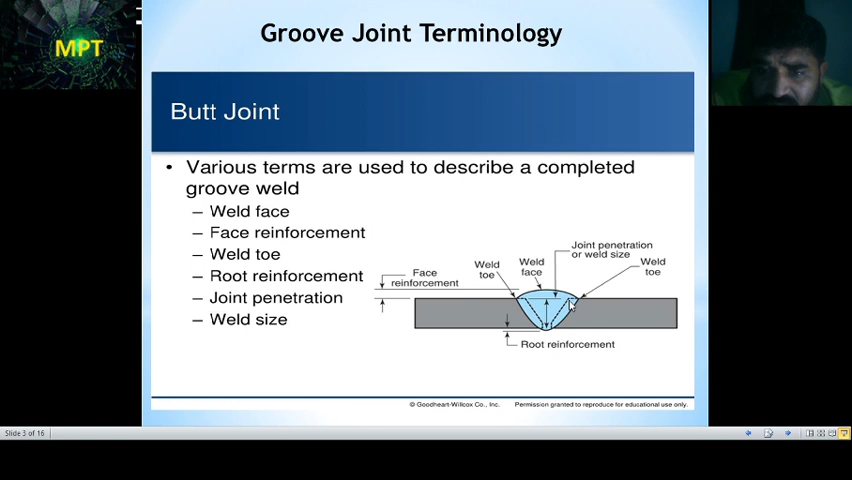 MPT
Groove Joint Terminology
Butt Joint
• Various terms are used to describe a completed
groove weld
– Weld face
– Face reinforcement
– Weld toe
– Root reinforcement
– Joint penetration
– Weld size
Face
reinforcement
Weld
toe
Weld
face
Joint penetration
or weld size
Weld
toe
Root reinforcement
© Goodheart-Willcox Co., Inc. Permission granted to reproduce for educational use only.
Slide 3 of 16